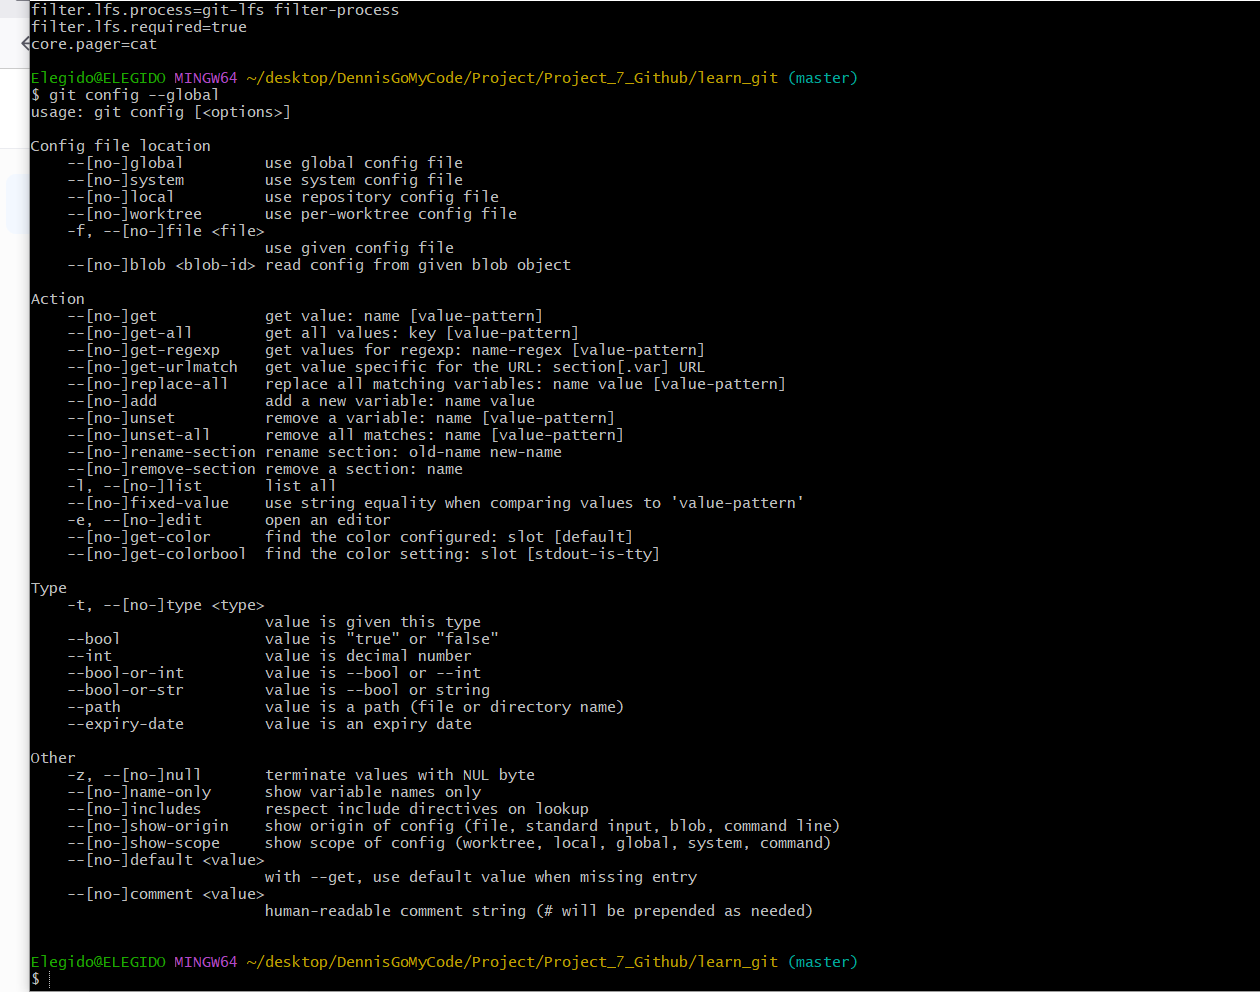 filter.lfs.process=git-lfs filter-process
filter.lfs.required=true
core.pager=cat
Elegido@ELEGIDO MINGW64 ~/desktop/DennisGoMyCode/Project/Project_7_Github/learn_git (master)
$ git config --global
usage: git config [<options>]
Config file location
--[no-]global use global config file
--[no-]system use system config file
--[no-]local use repository config file
--[no-]worktree use per-worktree config file
-f, --[no-]file <file>
use given config file
--[no-]blob <blob-id> read config from given blob object
Action
--[no-]get get value: name [value-pattern]
--[no-]get-all get all values: key [value-pattern]
--[no-]get-regexp get values for regexp: name-regex [value-pattern]
--[no-]get-urlmatch get value specific for the URL: section[.var] URL
--[no-]replace-all replace all matching variables: name value [value-pattern]
--[no-]add add a new variable: name value
--[no-]unset remove a variable: name [value-pattern]
--[no-]unset-all remove all matches: name [value-pattern]
--[no-]rename-section rename section: old-name new-name
--[no-]remove-section remove a section: name
-l, --[no-]list list all
--[no-]fixed-value use string equality when comparing values to 'value-pattern'
-e, --[no-]edit open an editor
--[no-]get-color find the color configured: slot [default]
--[no-]get-colorbool find the color setting: slot [stdout-is-tty]
Type
-t, --[no-]type <type>
value is given this type
--bool value is "true" or "false"
--int value is decimal number
--bool-or-int value is --bool or --int
--bool-or-str value is --bool or string
--path value is a path (file or directory name)
--expiry-date value is an expiry date
Other
-z, --[no-]null terminate values with NUL byte
--[no-]name-only show variable names only
--[no-]includes respect include directives on lookup
--[no-]show-origin show origin of config (file, standard input, blob, command line)
--[no-]show-scope show scope of config (worktree, local, global, system, command)
--[no-]default <value>
with --get, use default value when missing entry
--[no-]comment <value>
human-readable comment string (# will be prepended as needed)
Elegido@ELEGIDO MINGW64 ~/desktop/DennisGoMyCode/Project/Project_7_Github/learn_git (master)
$